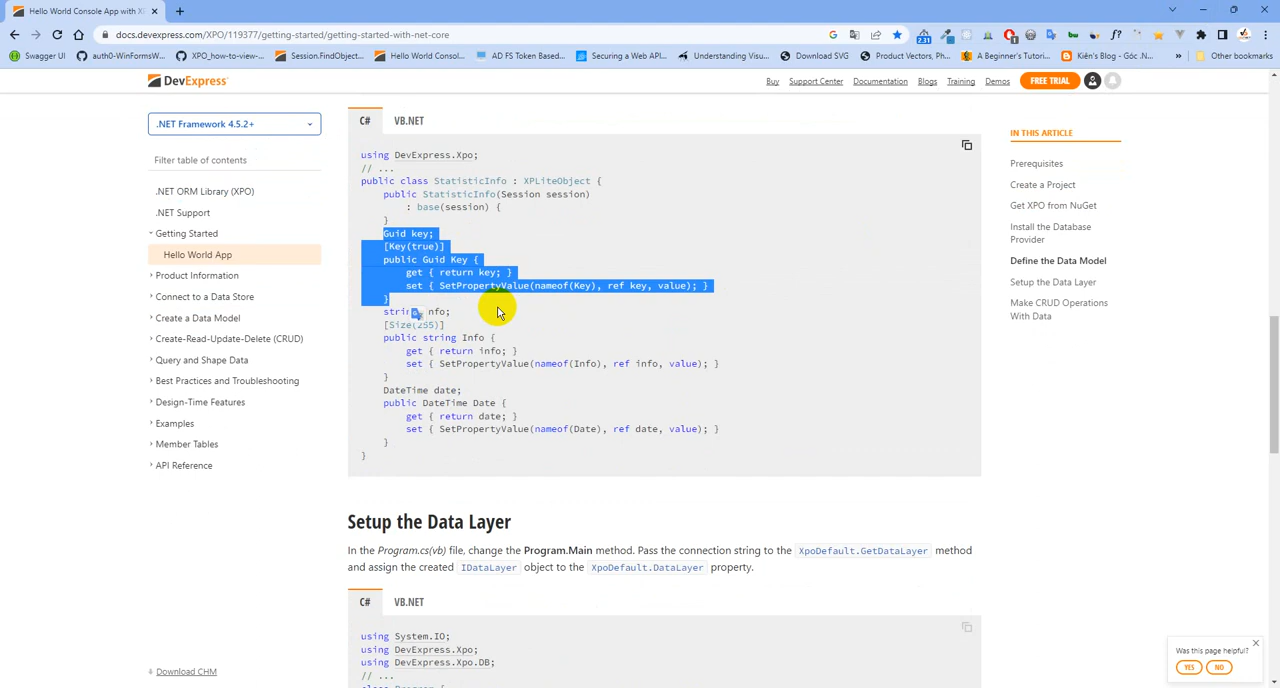 Hello World Console App with XP
docs.devexpress.com/XPO/119377/getting-started/getting-started-with-net-core
Swagger UI
auth0-WinFormsW...
XPO_how-to-view-...
Session.FindObject...
Hello World Consol...
AD FS Token Based...
Securing a Web API...
Understanding Visu...
Download SVG
Product Vectors, Ph...
A Beginner's Tutori...
Kiên's Blog - Góc .N...
»
Other bookmarks
DevExpress
Buy
Support Center
Documentation
Blogs
Training
Demos
FREE TRIAL
.NET Framework 4.5.2+
Filter table of contents
.NET ORM Library (XPO)
.NET Support
Getting Started
Hello World App
Product Information
Connect to a Data Store
Create a Data Model
Create-Read-Update-Delete (CRUD)
Query and Shape Data
Best Practices and Troubleshooting
Design-Time Features
Examples
Member Tables
API Reference
Download CHM
C#
VB.NET
using DevExpress.Xpo;
// ...
public class StatisticInfo : XPLiteObject {
public StatisticInfo(Session session)
: base(session) {
}
Guid key;
[Key(true)]
public Guid Key {
get { return key; }
set { SetPropertyValue(nameof(Key), ref key, value); }
}
strin nfo;
[Size(255)]
public string Info {
get { return info; }
set { SetPropertyValue(nameof(Info), ref info, value); }
}
DateTime date;
public DateTime Date {
get { return date; }
set { SetPropertyValue(nameof(Date), ref date, value); }
}
}
Setup the Data Layer
In the Program.cs(vb) file, change the Program.Main method. Pass the connection string to the XpoDefault.GetDataLayer method
and assign the created IDataLayer object to the XpoDefault.DataLayer property.
C#
VB.NET
using System.IO;
using DevExpress.Xpo;
using DevExpress.Xpo.DB;
// ...
class Program {
IN THIS ARTICLE
Prerequisites
Create a Project
Get XPO from NuGet
Install the Database
Provider
Define the Data Model
Setup the Data Layer
Make CRUD Operations
With Data
Was this page helpful?
YES
NO